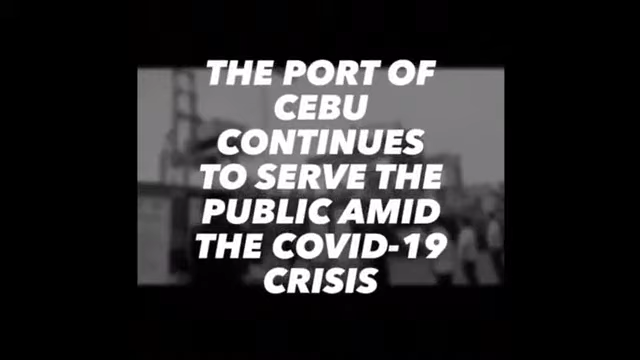 THE PORT OF
CEBU
CONTINUES
TO SERVE THE
PUBLIC AMID
THE COVID-19
CRISIS